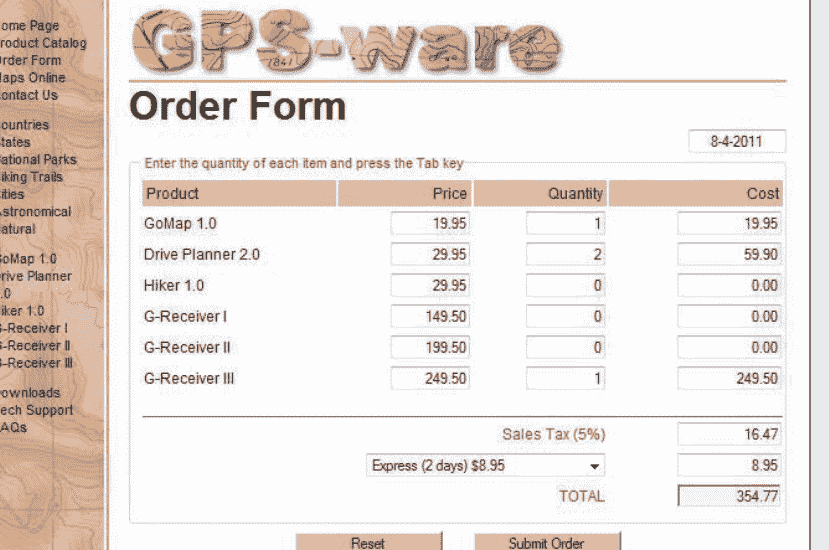 GPS-ware
Order Form
8-4-2011
ome Page
roduct Catalog
rder Form
aps Online
ontact Us
ountries
tates
ational Parks
iking Trails
ities
stronomical
atural
oMap 1.0
rive Planner
.0
iker 1.0
-Receiver I
-Receiver II
-Receiver III
ownloads
ech Support
AQs
Enter the quantity of each item and press the Tab key
Product Price Quantity Cost
GoMap 1.0 19.95 1 19.95
Drive Planner 2.0 29.95 2 59.90
Hiker 1.0 29.95 0 0.00
G-Receiver I 149.50 0 0.00
G-Receiver II 199.50 0 0.00
G-Receiver III 249.50 1 249.50
Sales Tax (5%) 16.47
Express (2 days) $8.95 8.95
TOTAL 354.77
Reset Submit Order